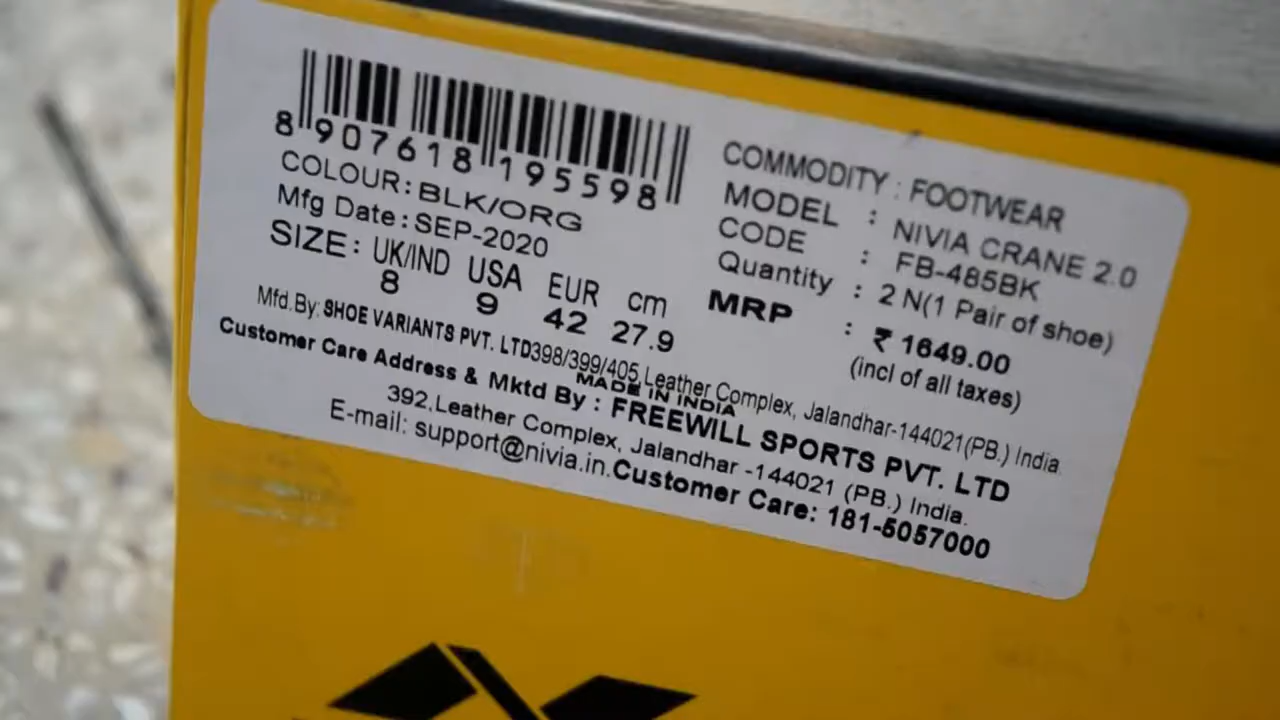 8 907618 195598
COLOUR: BLK/ORG
Mfg Date: SEP-2020
SIZE: UK/IND USA EUR cm
8 9 42 27.9
COMMODITY : FOOTWEAR
MODEL : NIVIA CRANE 2.0
CODE : FB-485BK
Quantity : 2 N(1 Pair of shoe)
MRP : ₹ 1649.00
(incl of all taxes)
Mfd.By: SHOE VARIANTS PVT. LTD398/399/405,Leather Complex, Jalandhar-144021(PB.) India
MADE IN INDIA
Customer Care Address & Mktd By : FREEWILL SPORTS PVT. LTD
392,Leather Complex, Jalandhar -144021 (PB.) India.
E-mail: support@nivia.in.Customer Care: 181-5057000